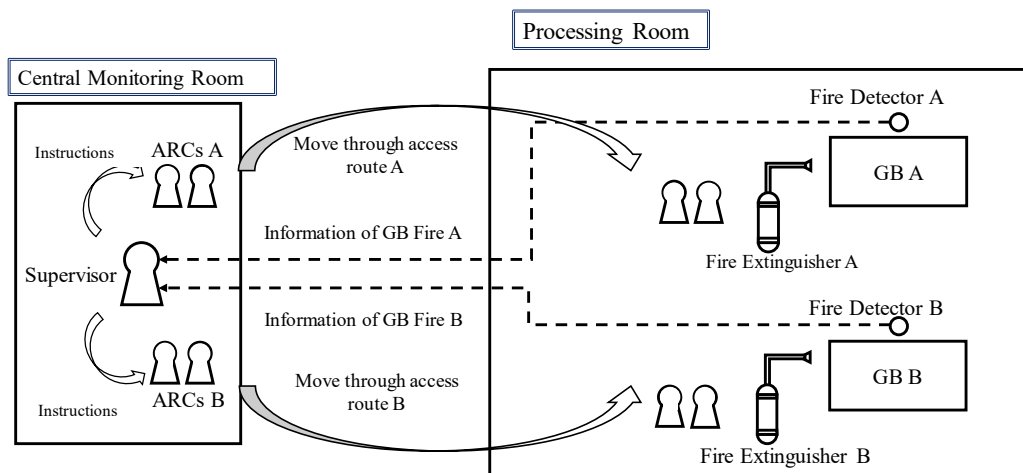 Processing Room
Central Monitoring Room
Fire Detector A
Instructions
ARCs A
Move through access
route A
GB A
Information of GB Fire A
Fire Extinguisher A
Supervisor
Fire Detector B
Information of GB Fire B
GB B
Move through access
route B
Instructions
ARCs B
Fire Extinguisher B